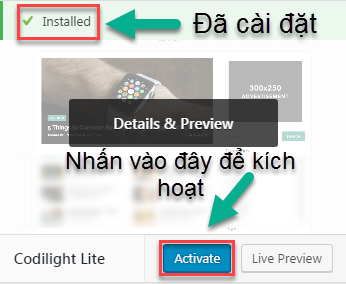 Installed
Đã cài đặt
300x250
ADVERTISEMENT
5 Things to Consider
Details & Preview
Nhấn vào đây để kích
hoạt
Codilight Lite
Activate
Live Preview